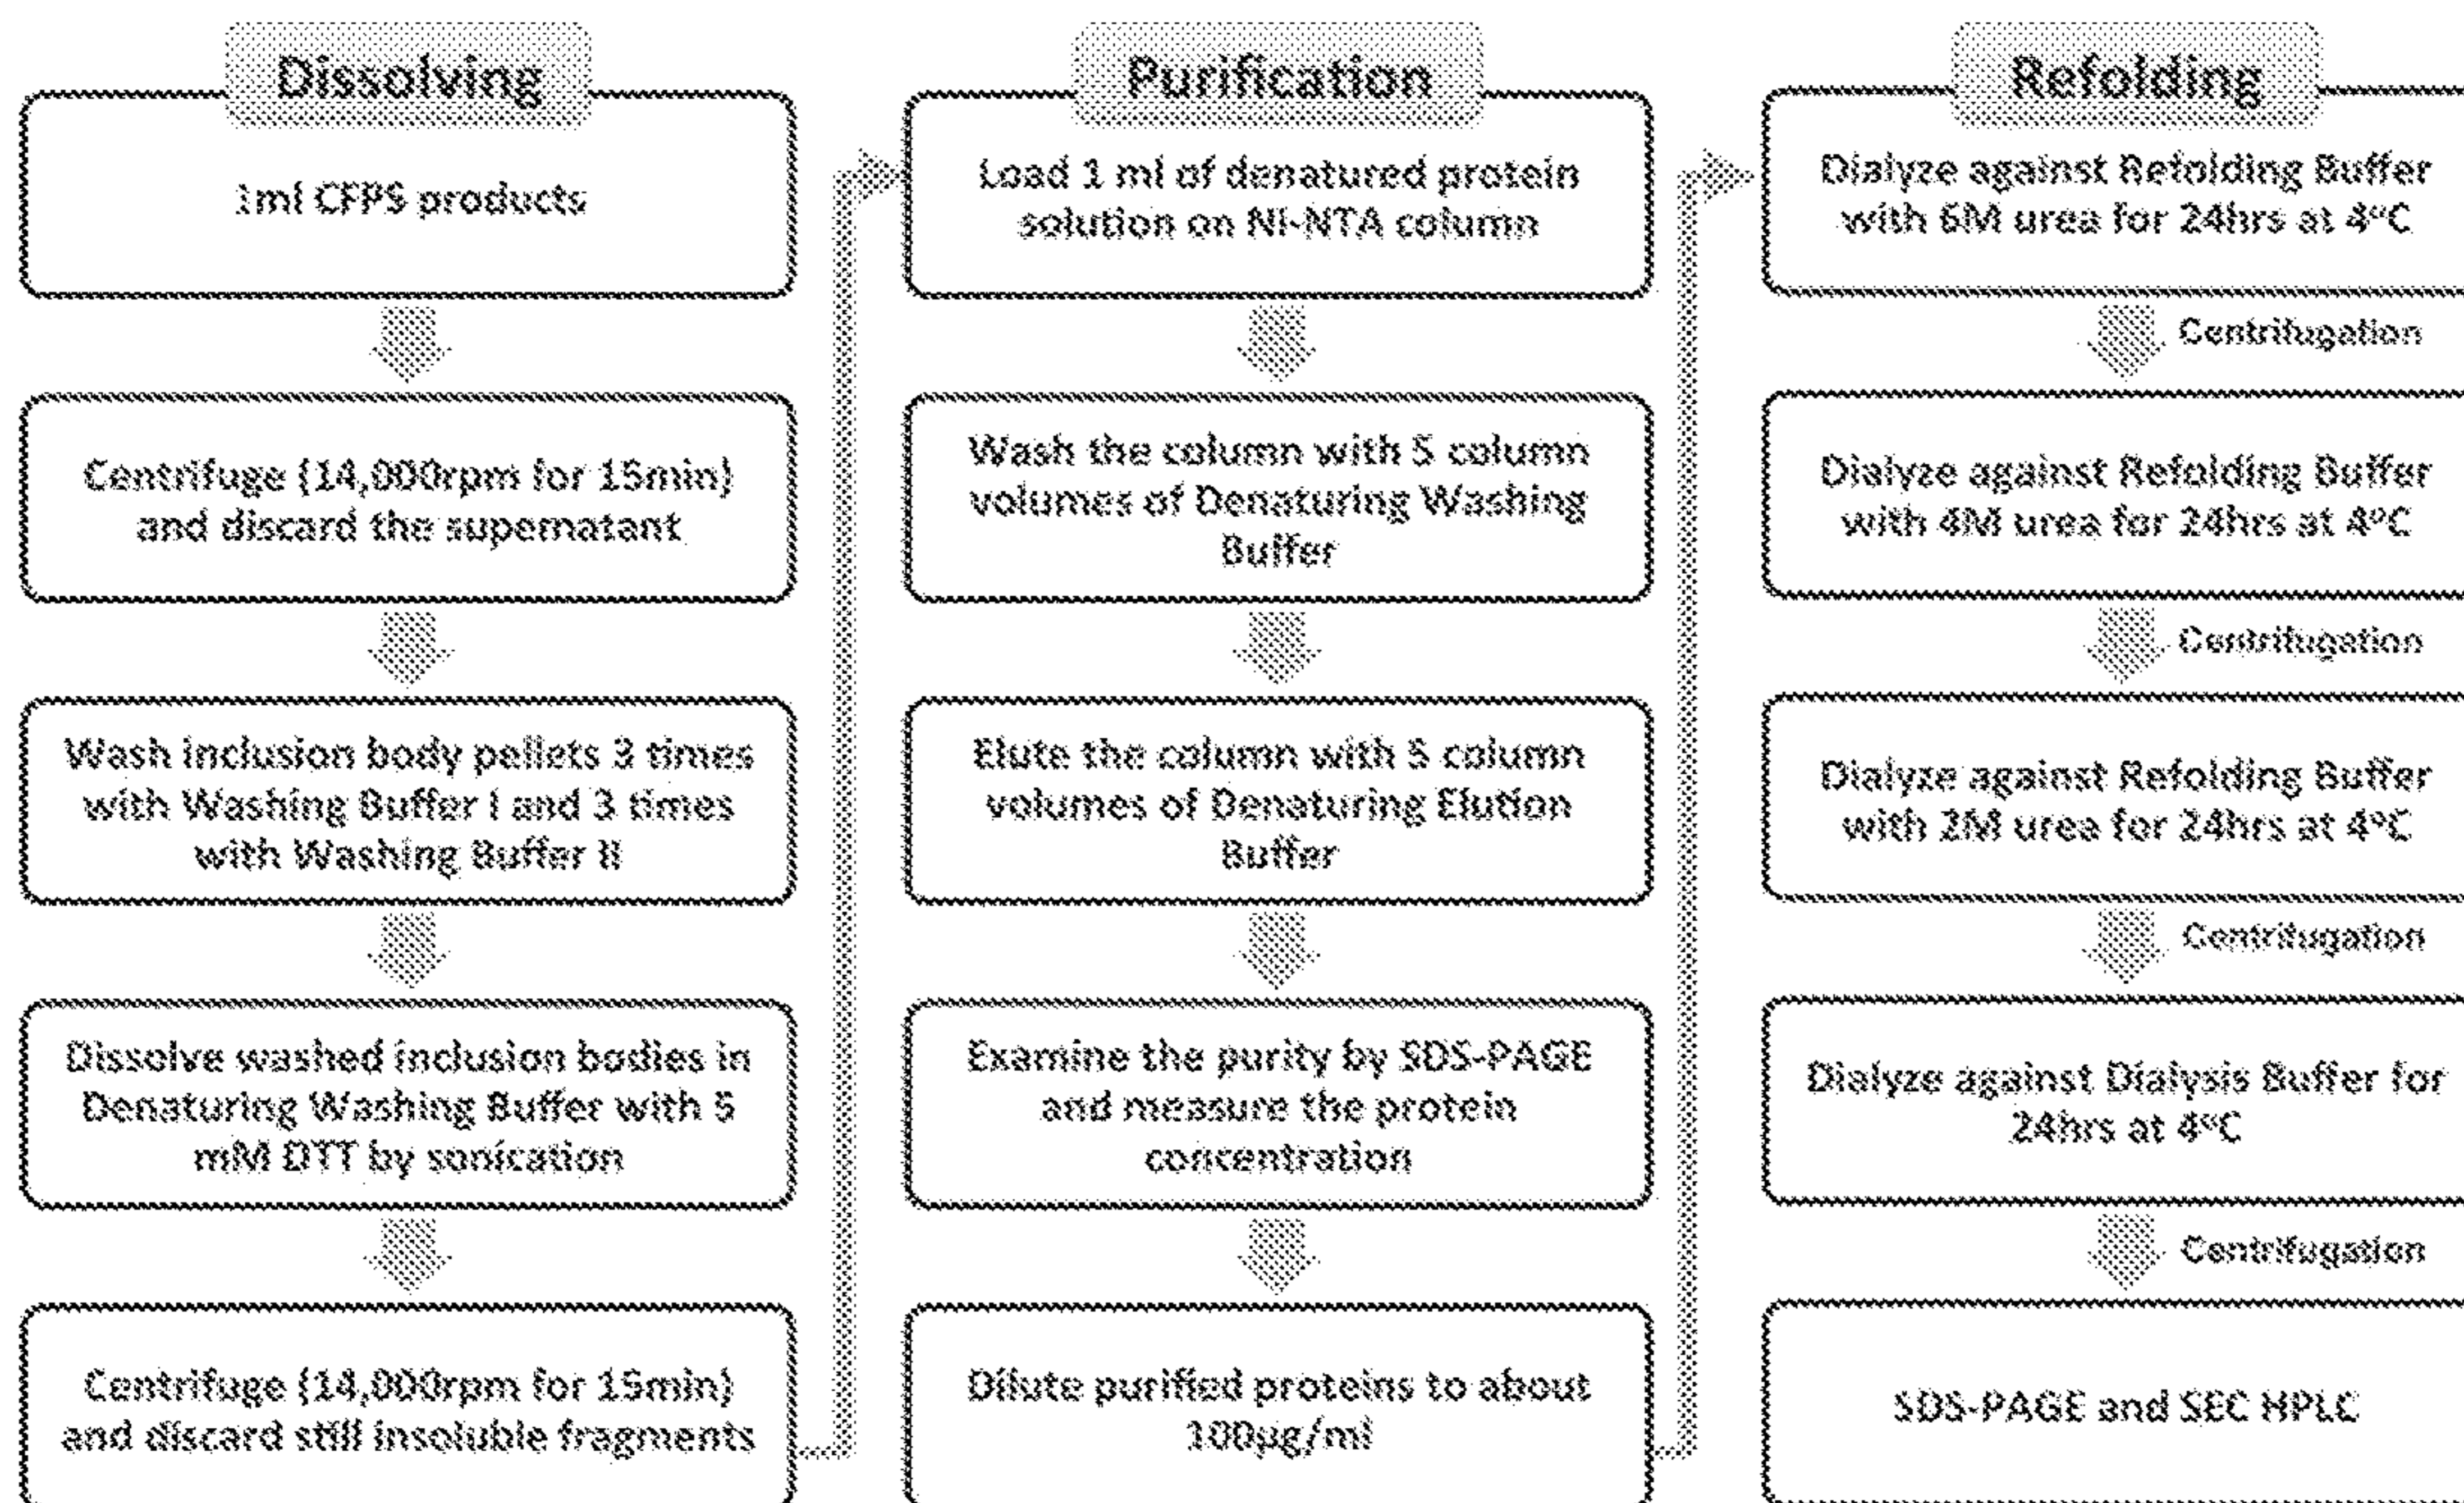 Dissolving
1ml CFPS products
Centrifuge (14,000rpm for 15min)
and discard the supernatant
Wash inclusion body pellets 3 times
with Washing Buffer I and 3 times
with Washing Buffer II
Dissolve washed inclusion bodies in
Denaturing Washing Buffer with 5
mM DTT by sonication
Centrifuge (14,000rpm for 15min)
and discard still insoluble fragments
Purification
Load 1 ml of denatured protein
solution on Ni-NTA column
Wash the column with 5 column
volumes of Denaturing Washing
Buffer
Elute the column with 5 column
volumes of Denaturing Elution
Buffer
Examine the purity by SDS-PAGE
and measure the protein
concentration
Dilute purified proteins to about
100µg/ml
Refolding
Dialyze against Refolding Buffer
with 6M urea for 24hrs at 4°C
Centrifugation
Dialyze against Refolding Buffer
with 4M urea for 24hrs at 4°C
Centrifugation
Dialyze against Refolding Buffer
with 2M urea for 24hrs at 4°C
Centrifugation
Dialyze against Dialysis Buffer for
24hrs at 4°C
Centrifugation
SDS-PAGE and SEC HPLC